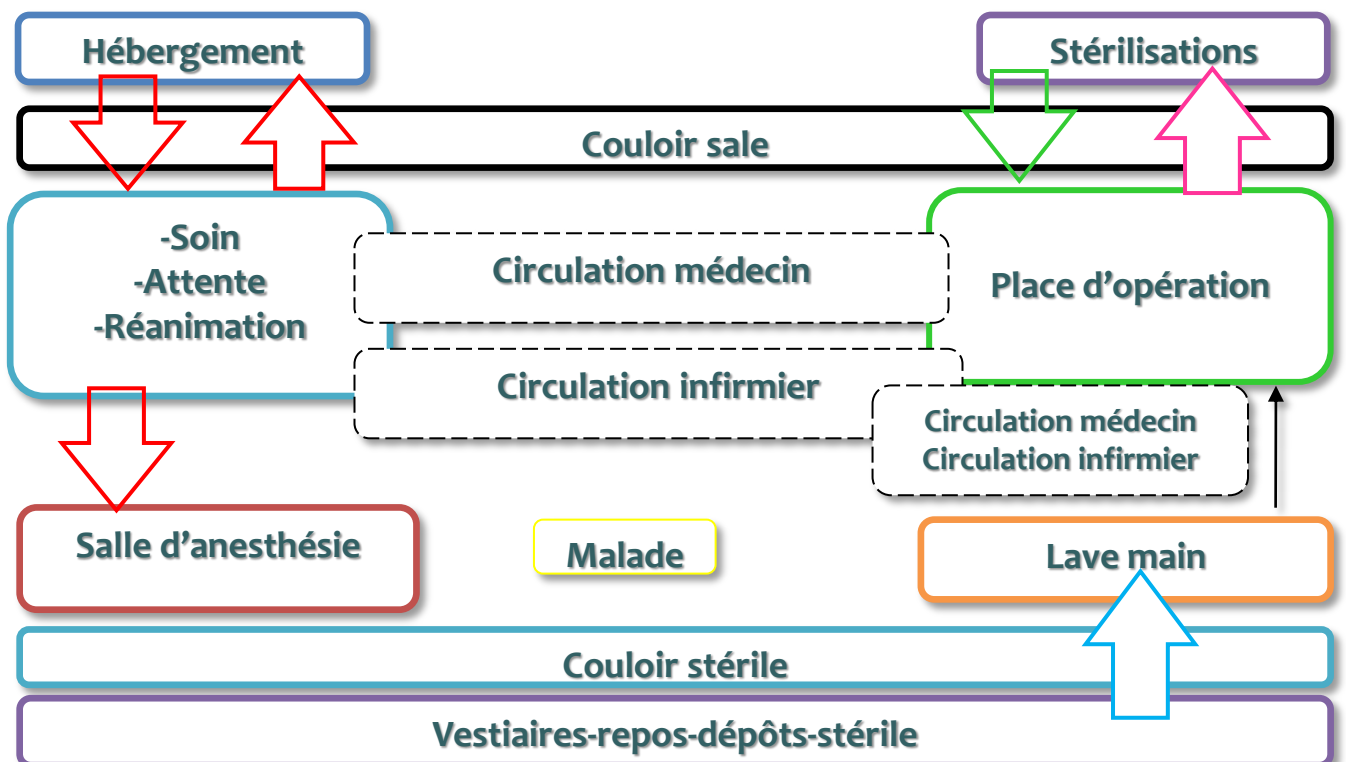 Hébergement
Stérilisations
Couloir sale
-Soin
-Attente
-Réanimation
Circulation médecin
Place d’opération
Circulation infirmier
Circulation médecin
Circulation infirmier
Salle d’anesthésie
Malade
Lave main
Couloir stérile
Vestiaires-repos-dépôts-stérile